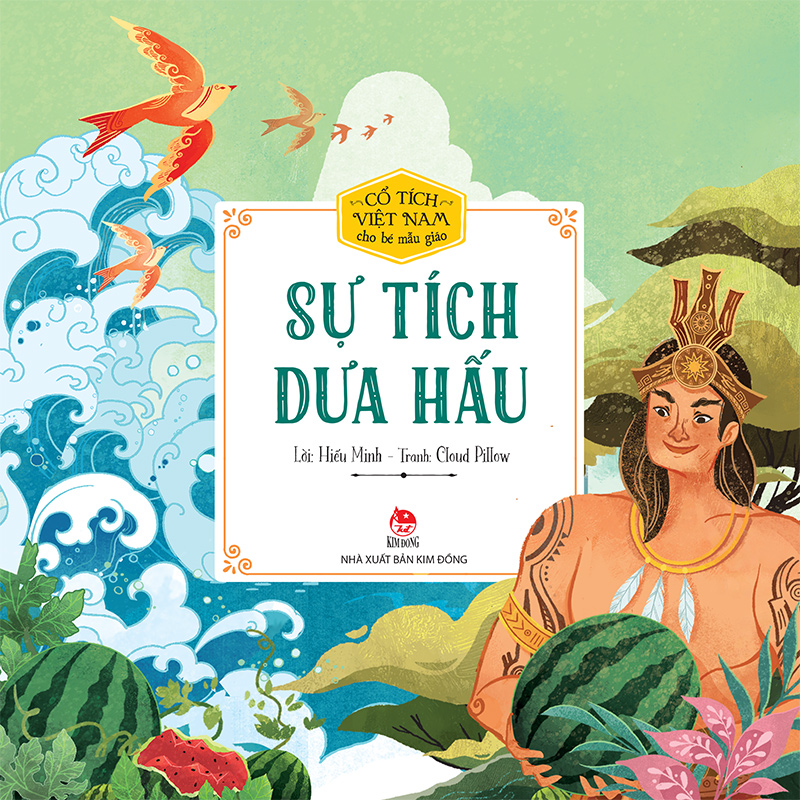 CỔ TÍCH
VIỆT NAM
cho bé mẫu giáo
SỰ TÍCH
DƯA HẤU
Lời: Hiếu Minh - Tranh: Cloud Pillow
KIM ĐỒNG
NHÀ XUẤT BẢN KIM ĐỒNG